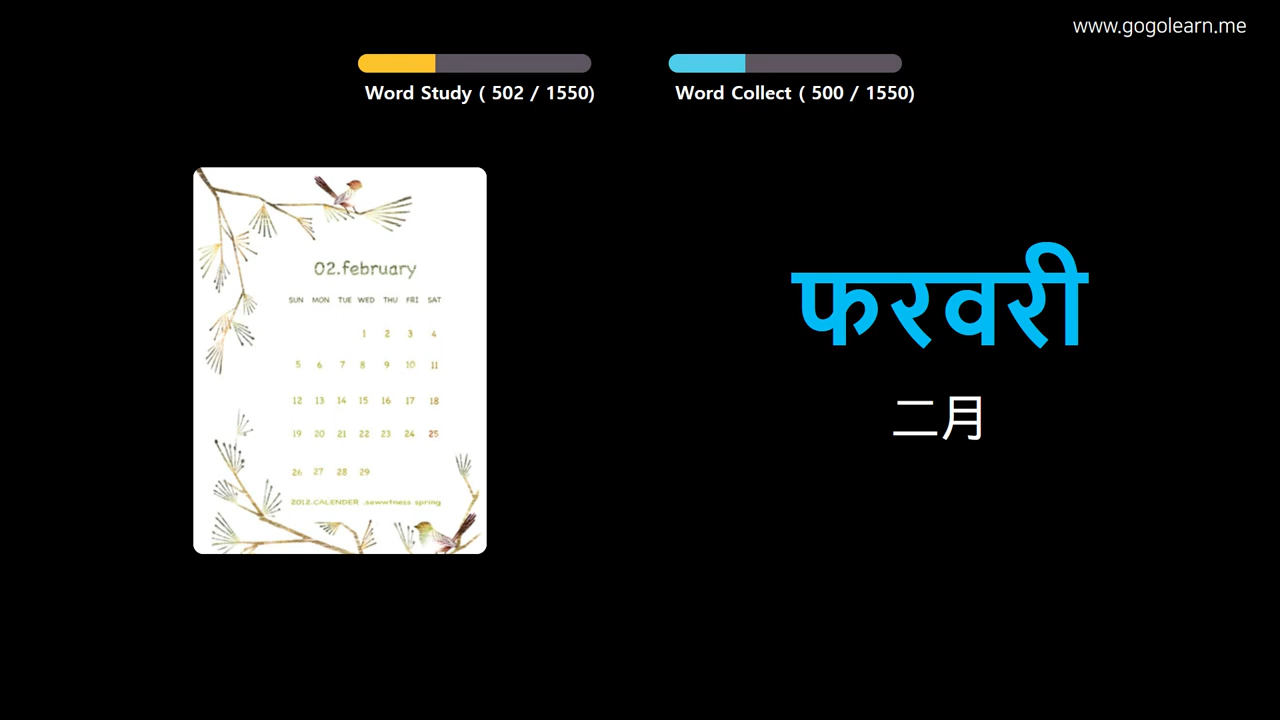 www.gogolearn.me
Word Study ( 502 / 1550)
Word Collect ( 500 / 1550)
02.february
SUN MON TUE WED THU FRI SAT
1 2 3 4
5 6 7 8 9 10 11
12 13 14 15 16 17 18
19 20 21 22 23 24 25
26 27 28 29
2012.CALENDER .sewwtness spring
फरवरी
二月